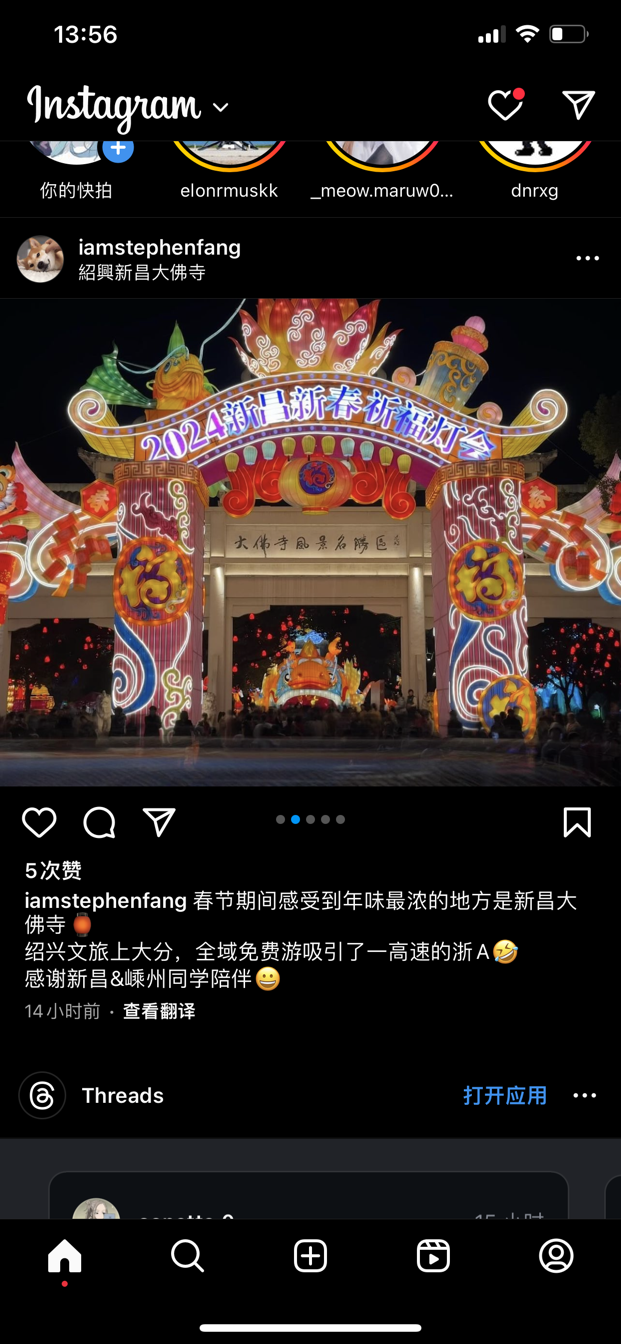 13:56
Instagram
你的快拍
elonrmuskk
_meow.maruw0...
dnrxg
iamstephenfang
紹興新昌大佛寺
2024新昌新春祈福灯会
春
春
大佛寺風景名勝區
福
福
5次赞
iamstephenfang 春节期间感受到年味最浓的地方是新昌大
佛寺🏮
绍兴文旅上大分，全域免费游吸引了一高速的浙A🤣
感谢新昌&嵊州同学陪伴😀
14小时前 · 查看翻译
Threads
打开应用